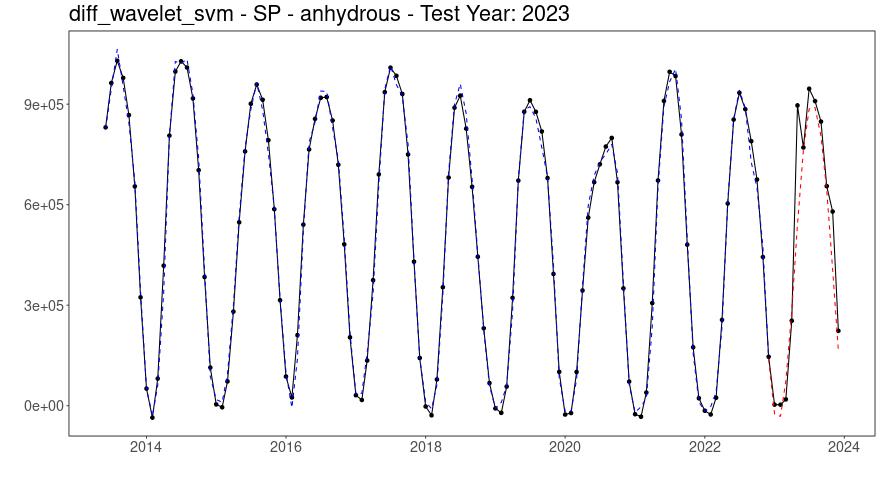 diff_wavelet_svm - SP - anhydrous - Test Year: 2023
9e+05
6e+05
3e+05
0e+00
2014 2016 2018 2020 2022 2024